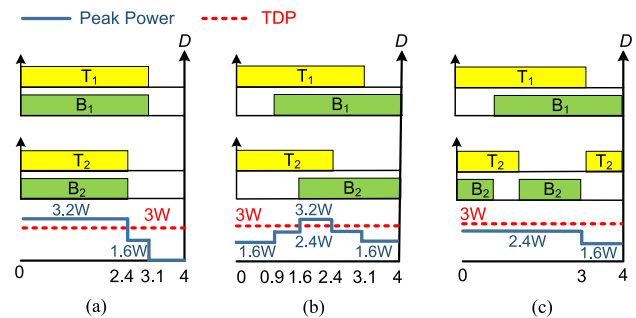 Peak Power TDP
D D D
T1 T1 T1
B1 B1 B1
T2 T2 T2 T2
B2 B2 B2 B2
3.2W 3W 3W 3.2W 3W
2.4W 2.4W
1.6W 1.6W 1.6W 1.6W
0 2.4 3.1 4 0 0.9 1.6 2.4 3.1 4 0 3 4
(a) (b) (c)